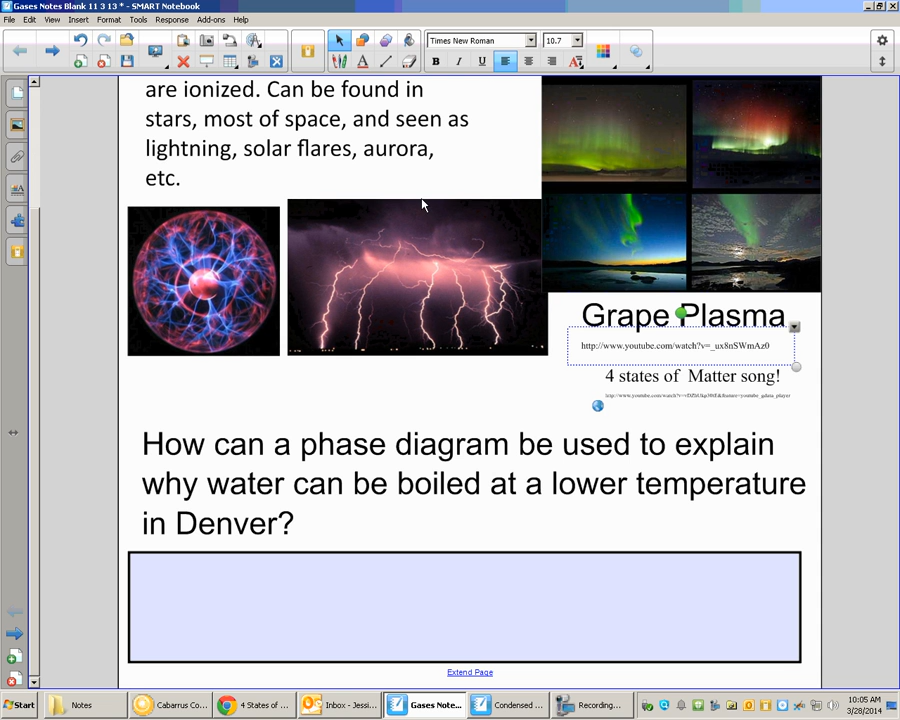 Gases Notes Blank 11 3 13 * - SMART Notebook
File Edit View Insert Format Tools Response Add-ons Help
Times New Roman 10.7
B I U A
are ionized. Can be found in
stars, most of space, and seen as
lightning, solar flares, aurora,
etc.
Grape Plasma
http://www.youtube.com/watch?v=_ux8nSWmAz0
4 states of Matter song!
How can a phase diagram be used to explain
why water can be boiled at a lower temperature
in Denver?
Extend Page
Start Notes Cabarrus Co... 4 States of ... Inbox - Jessi... Gases Note... Condensed ... Recording...
10:05 AM
3/28/2014